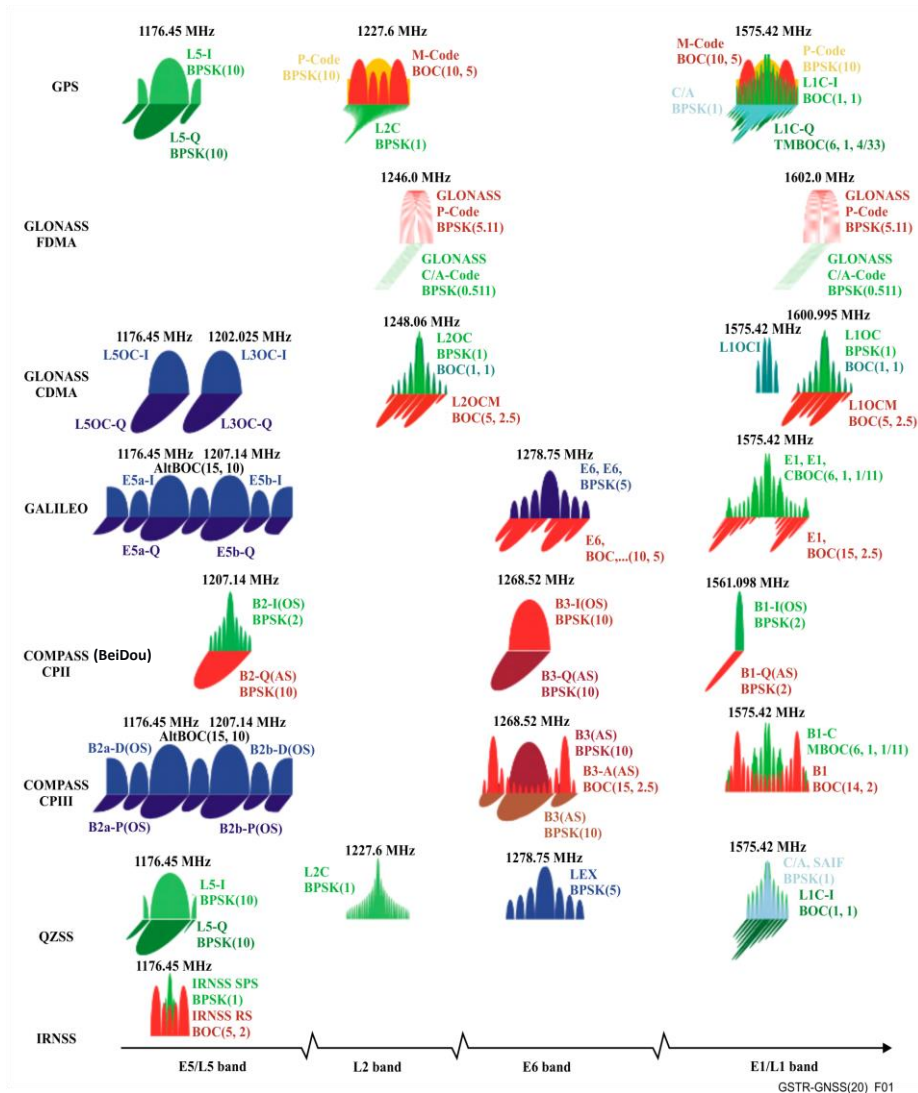 1176.45 MHz
1227.6 MHz
1575.42 MHz
GPS
L5-I
BPSK(10)
L5-Q
BPSK(10)
P-Code
BPSK(10)
M-Code
BOC(10, 5)
L2C
BPSK(1)
M-Code
BOC(10, 5)
P-Code
BPSK(10)
L1C-I
BOC(1, 1)
C/A
BPSK(1)
L1C-Q
TMBOC(6, 1, 4/33)
1246.0 MHz
1602.0 MHz
GLONASS
FDMA
GLONASS
P-Code
BPSK(5.11)
GLONASS
C/A-Code
BPSK(0.511)
GLONASS
P-Code
BPSK(5.11)
GLONASS
C/A-Code
BPSK(0.511)
1176.45 MHz
1202.025 MHz
1248.06 MHz
1575.42 MHz
1600.995 MHz
GLONASS
CDMA
L5OC-I
L3OC-I
L5OC-Q
L3OC-Q
L2OC
BPSK(1)
BOC(1, 1)
L2OCM
BOC(5, 2.5)
L1OCI
L1OC
BPSK(1)
BOC(1, 1)
L1OCM
BOC(5, 2.5)
1176.45 MHz
1207.14 MHz
AltBOC(15, 10)
1278.75 MHz
1575.42 MHz
GALILEO
E5a-I
E5b-I
E5a-Q
E5b-Q
E6, E6,
BPSK(5)
E6,
BOC,...(10, 5)
E1, E1,
CBOC(6, 1, 1/11)
E1,
BOC(15, 2.5)
1207.14 MHz
1268.52 MHz
1561.098 MHz
COMPASS (BeiDou)
CPII
B2-I(OS)
BPSK(2)
B2-Q(AS)
BPSK(10)
B3-I(OS)
BPSK(10)
B3-Q(AS)
BPSK(10)
B1-I(OS)
BPSK(2)
B1-Q(AS)
BPSK(2)
1176.45 MHz
1207.14 MHz
AltBOC(15, 10)
1268.52 MHz
1575.42 MHz
COMPASS
CPIII
B2a-D(OS)
B2b-D(OS)
B2a-P(OS)
B2b-P(OS)
B3(AS)
BPSK(10)
B3-A(AS)
BOC(15, 2.5)
B3(AS)
BPSK(10)
B1-C
MBOC(6, 1, 1/11)
B1
BOC(14, 2)
1176.45 MHz
1227.6 MHz
1278.75 MHz
1575.42 MHz
QZSS
L5-I
BPSK(10)
L5-Q
BPSK(10)
L2C
BPSK(1)
LEX
BPSK(5)
C/A, SAIF
BPSK(1)
L1C-I
BOC(1, 1)
1176.45 MHz
IRNSS SPS
BPSK(1)
IRNSS RS
BOC(5, 2)
IRNSS
E5/L5 band
L2 band
E6 band
E1/L1 band
GSTR-GNSS(20)_F01